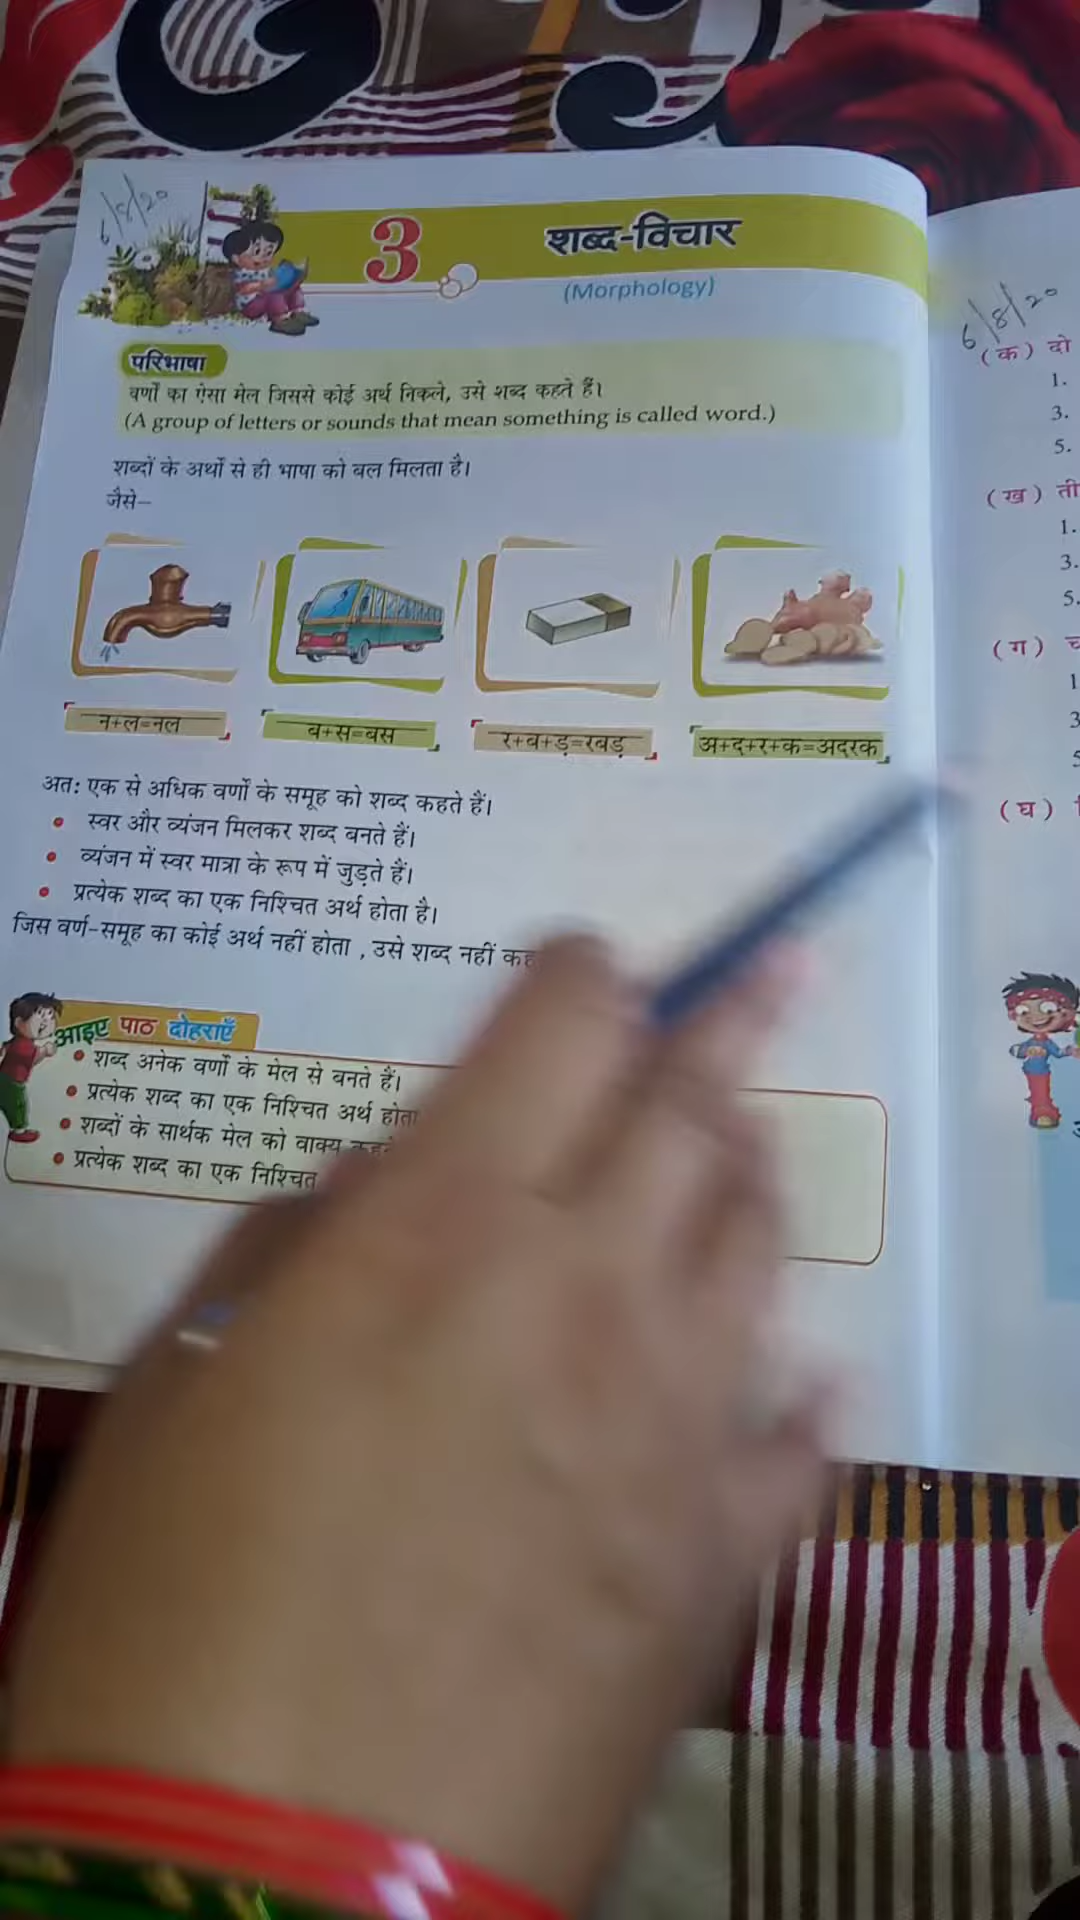 6/8/20
3
शब्द-विचार
(Morphology)
परिभाषा
वर्णों का ऐसा मेल जिससे कोई अर्थ निकले, उसे शब्द कहते हैं।
(A group of letters or sounds that mean something is called word.)
शब्दों के अर्थों से ही भाषा को बल मिलता है।
जैसे–
न+ल=नल
ब+स=बस
र+ब+ड़=रबड़
अ+द+र+क=अदरक
अतः एक से अधिक वर्णों के समूह को शब्द कहते हैं।
• स्वर और व्यंजन मिलकर शब्द बनते हैं।
• व्यंजन में स्वर मात्रा के रूप में जुड़ते हैं।
• प्रत्येक शब्द का एक निश्चित अर्थ होता है।
जिस वर्ण-समूह का कोई अर्थ नहीं होता , उसे शब्द नहीं
आइए पाठ दोहराएँ
• शब्द अनेक वर्णों के मेल से बनते हैं।
• प्रत्येक शब्द का एक निश्चित अर्थ होता
• शब्दों के सार्थक मेल को वाक्य
• प्रत्येक शब्द का एक निश्चित
6/8/20
(क) दो
1.
3.
5.
(ख) ती
1.
3.
5.
(ग) च
1
3
5
(घ)